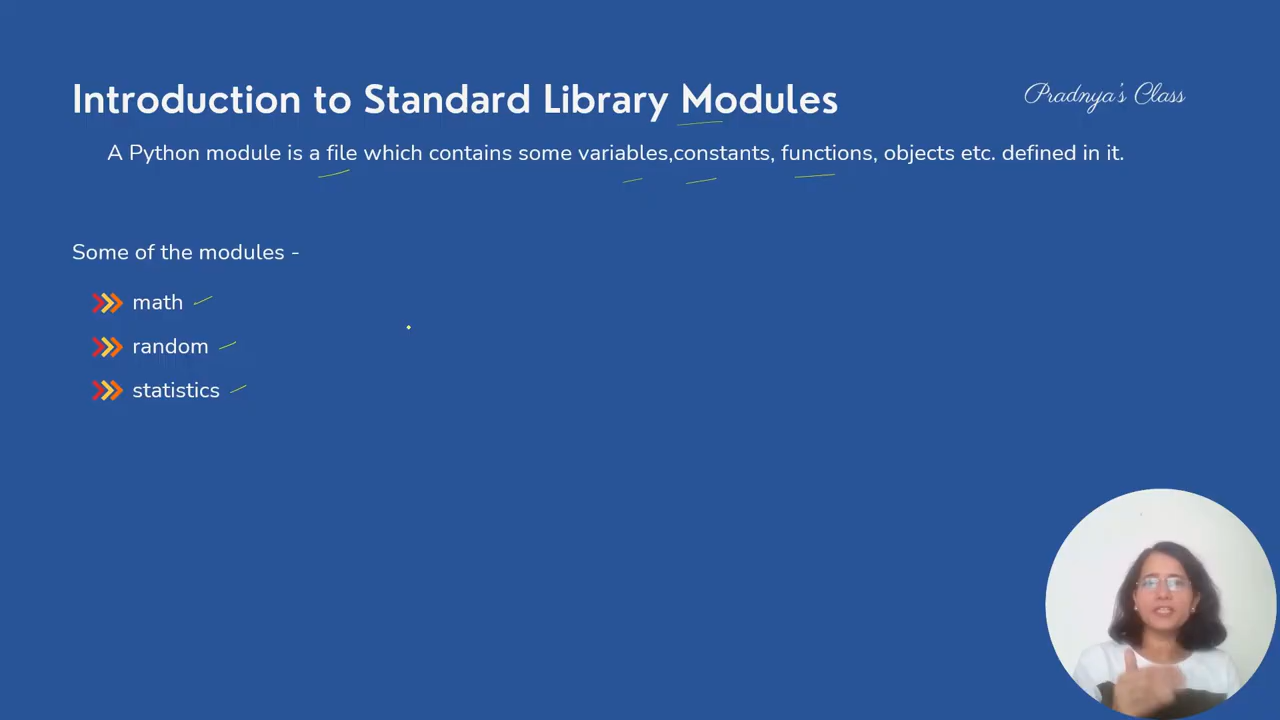 Introduction to Standard Library Modules
Pradnya's Class
A Python module is a file which contains some variables,constants, functions, objects etc. defined in it.
Some of the modules -
math
random
statistics